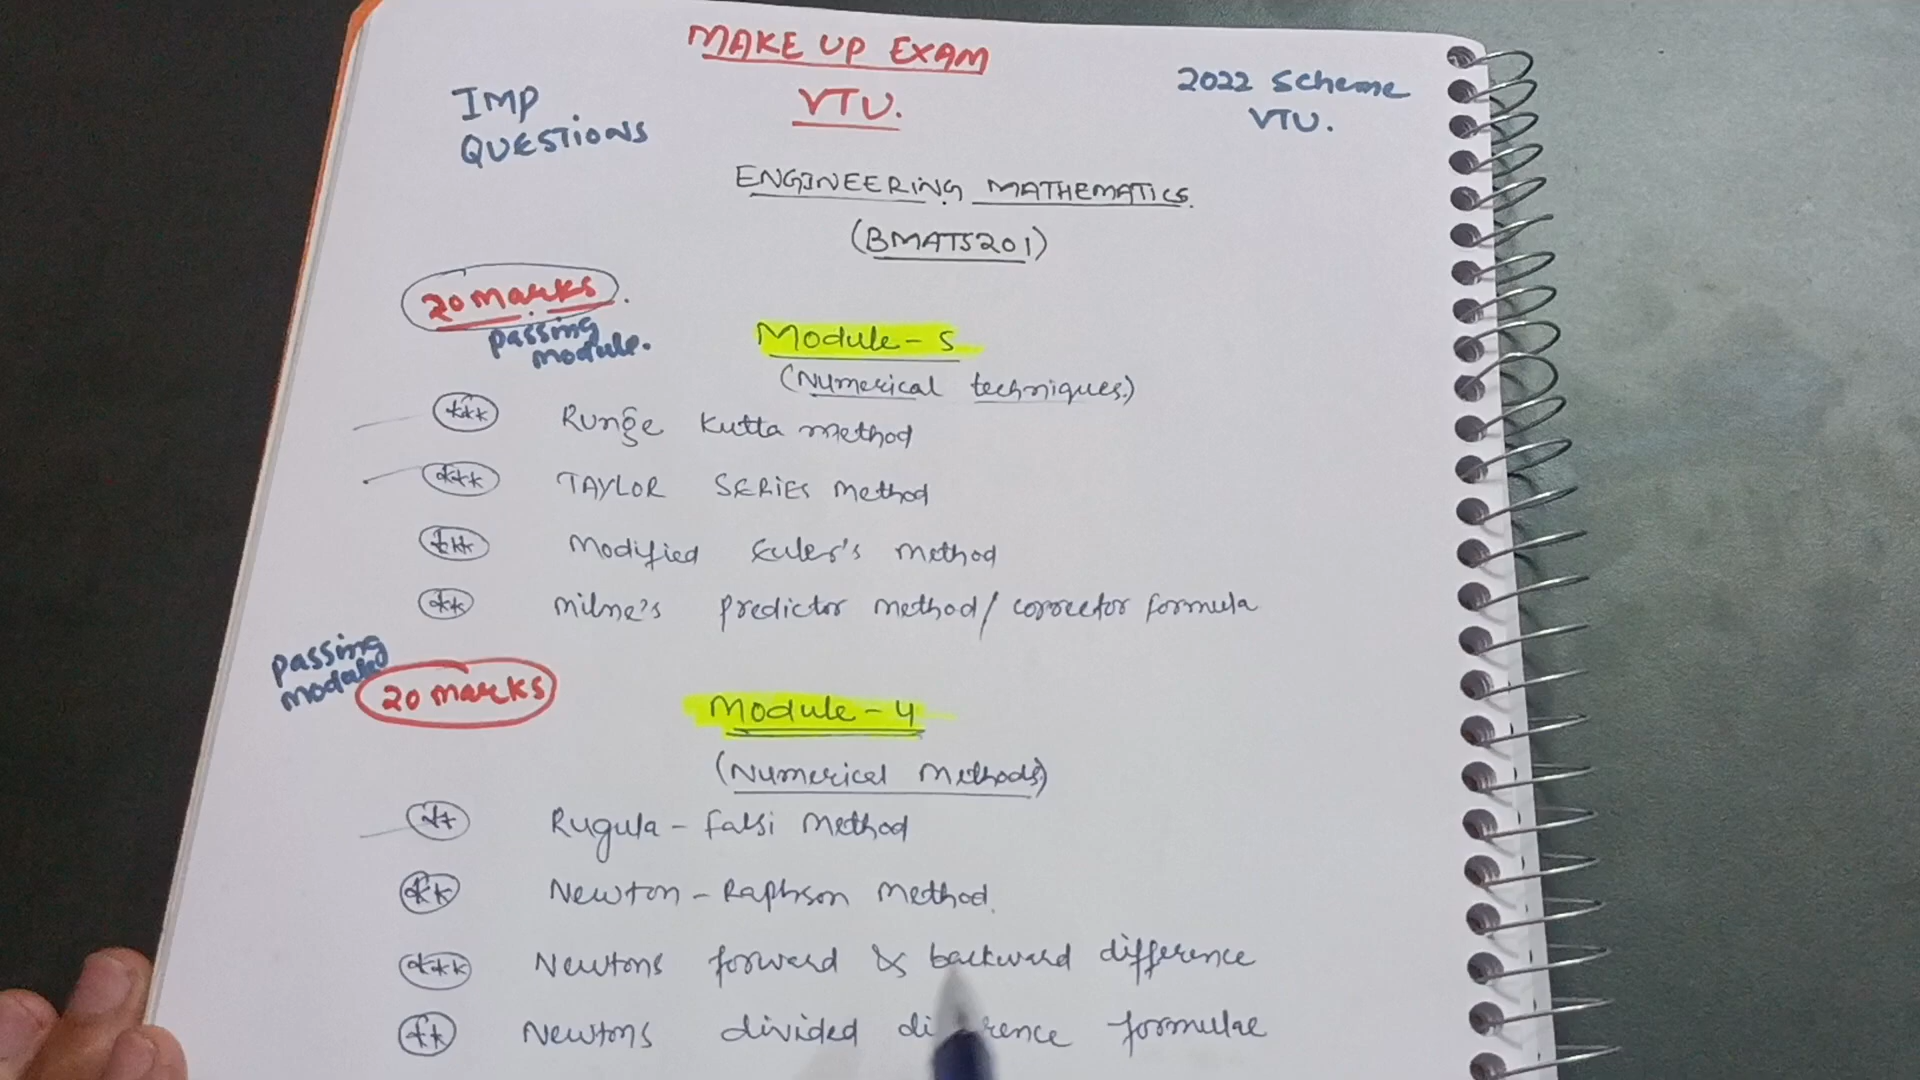 MAKE UP EXAM
VTU.
IMP
QUESTIONS
2022 Scheme
VTU.
ENGINEERING MATHEMATICS.
(BMATS201)
20 marks.
passing
module.
Module - 5
(Numerical techniques.)
*** Runge Kutta method
*** TAYLOR SERIES method
*** Modified Euler's method
** milne's predictor method/corrector formula
passing
module
20 marks
Module - 4
(Numerical Methods)
** Rugula - falsi method
** Newton - Raphson method.
*** Newtons forward & backward difference
** Newtons divided formulae